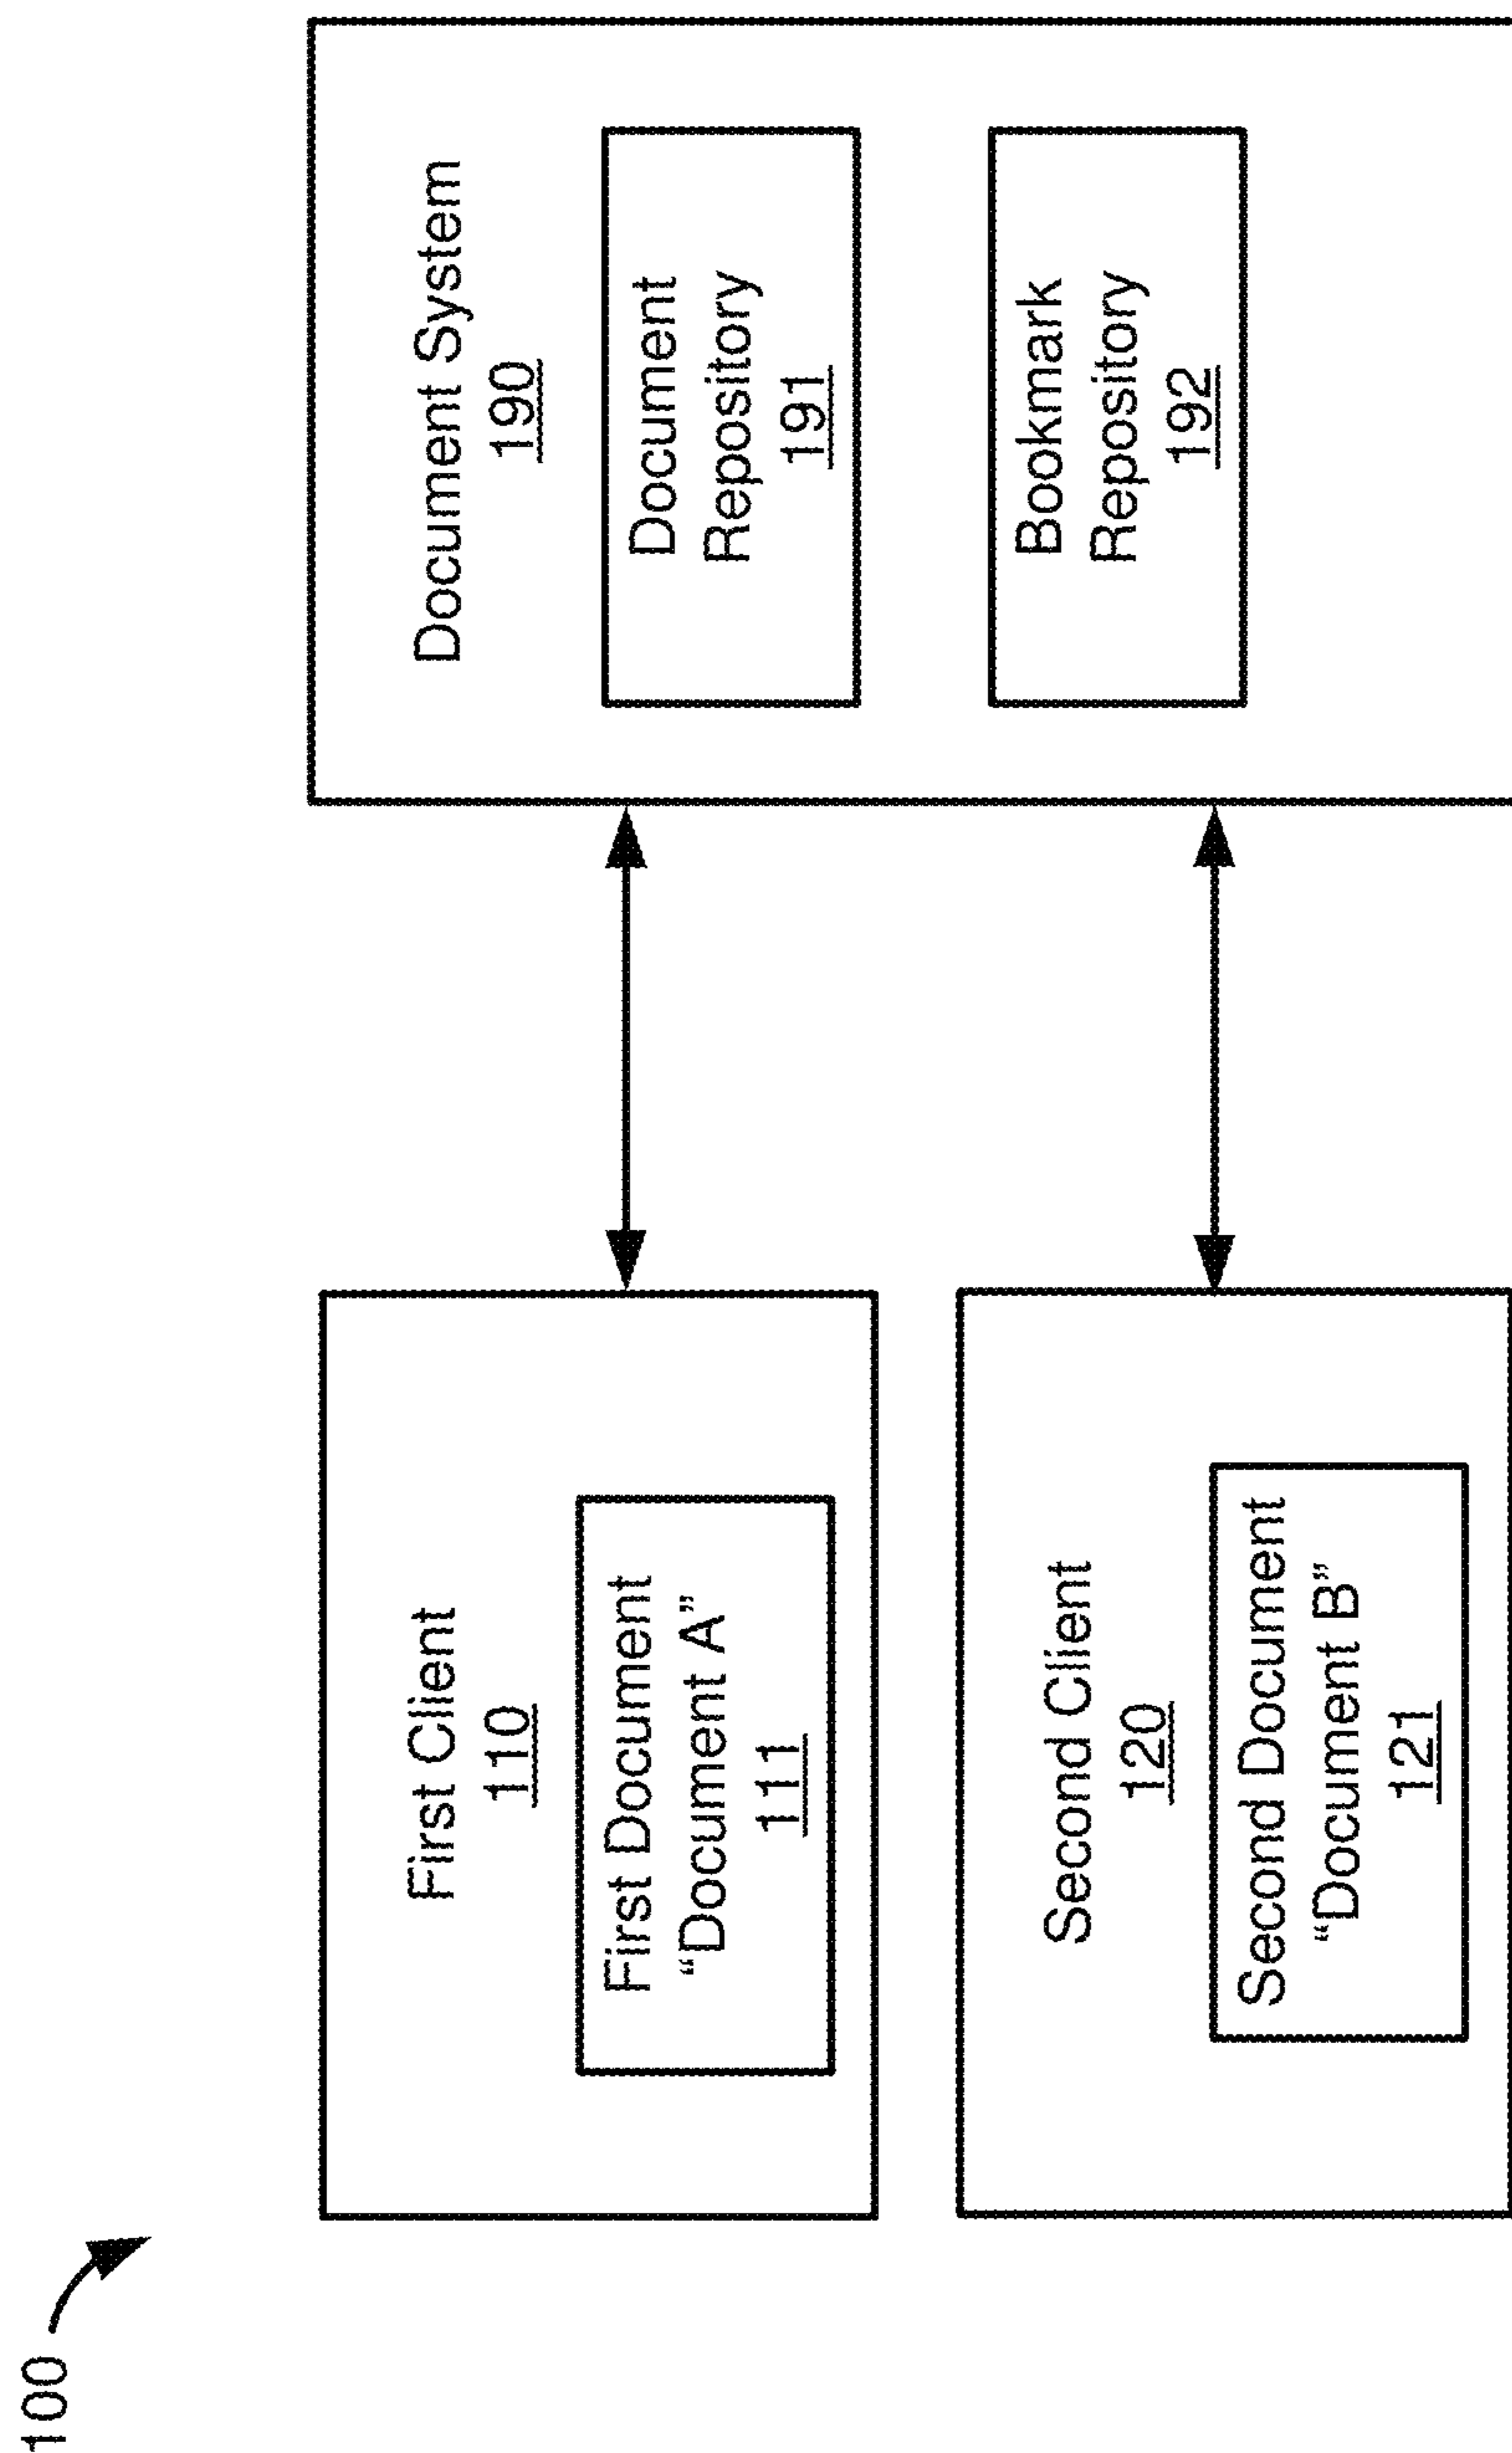 100
First Client
110
First Document
“Document A”
111
Second Client
120
Second Document
“Document B”
121
Document System
190
Document
Repository
191
Bookmark
Repository
192